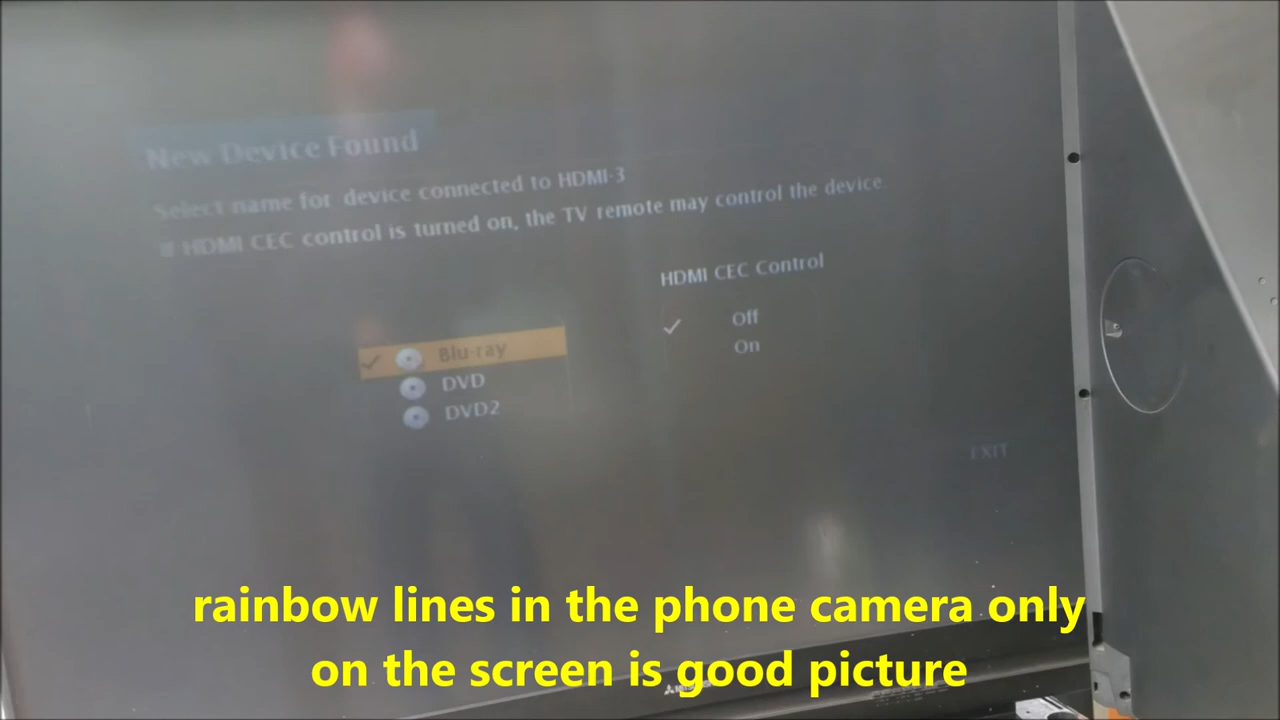 New Device Found
Select name for device connected to HDMI-3
If HDMI CEC control is turned on, the TV remote may control the device.
HDMI CEC Control
Off
On
Blu-ray
DVD
DVD2
EXIT
rainbow lines in the phone camera only
on the screen is good picture